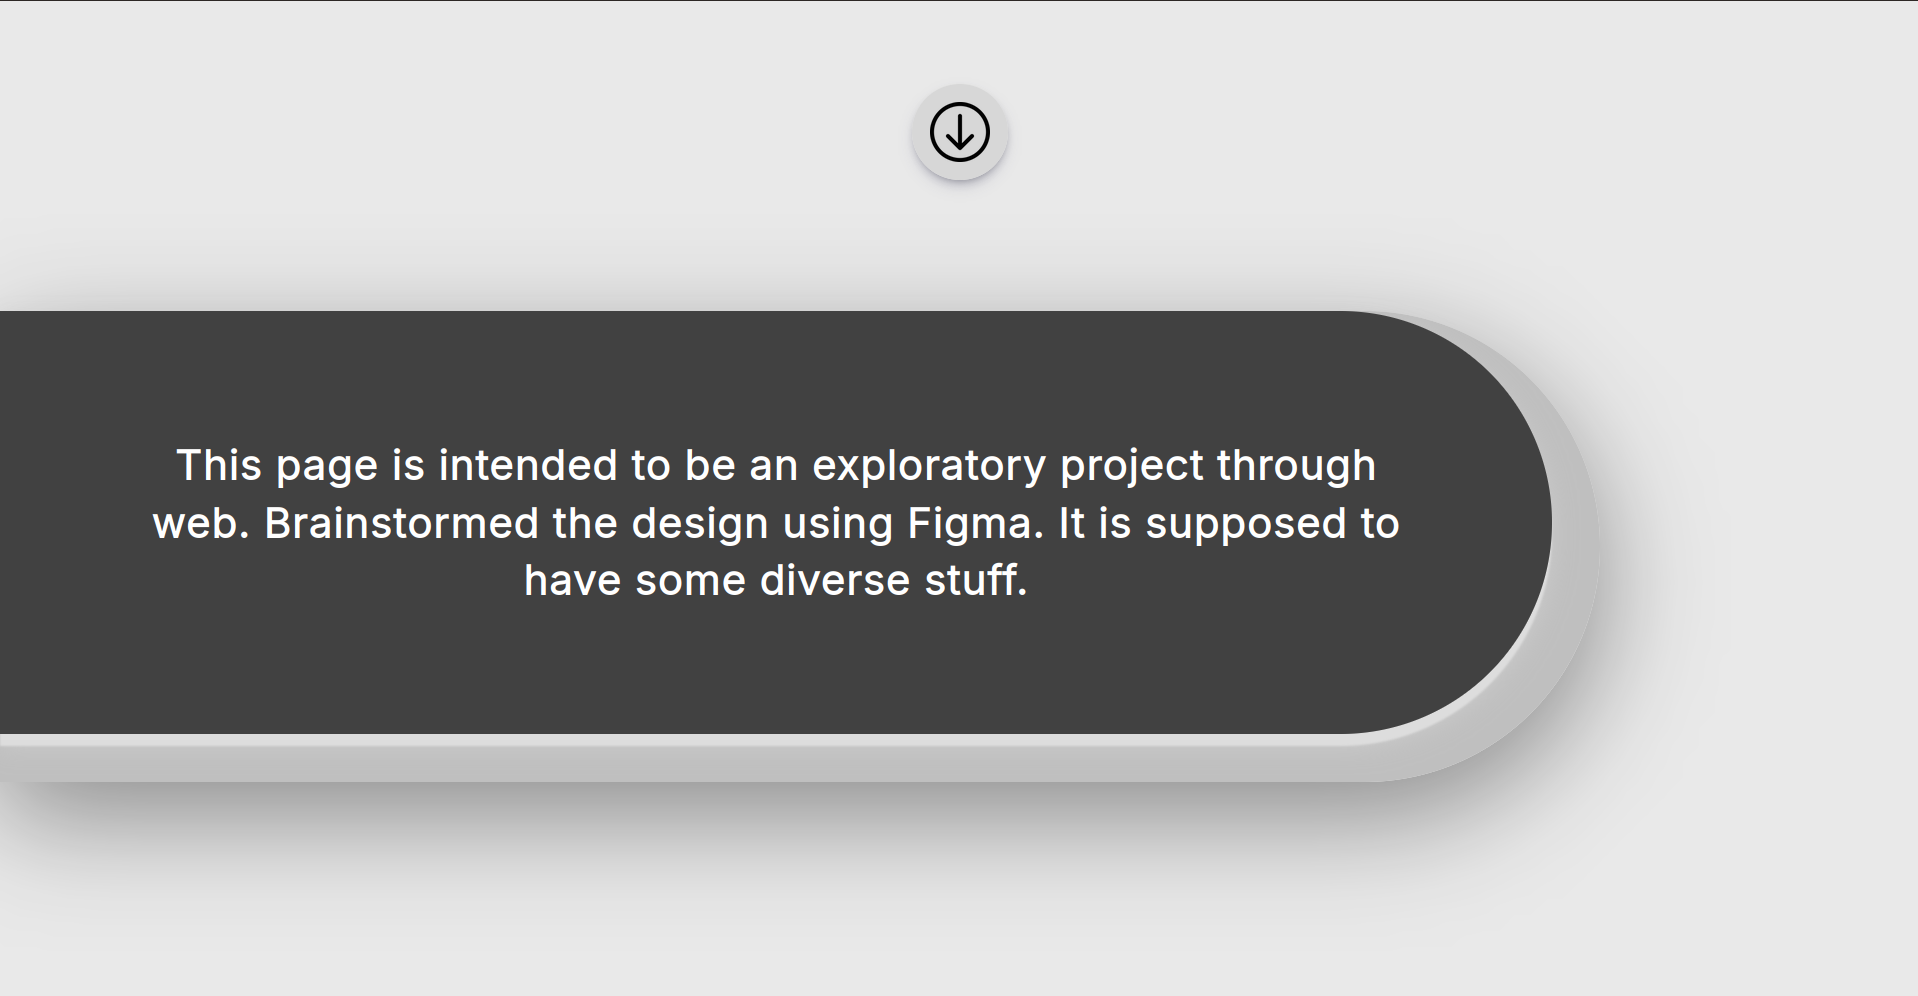 This page is intended to be an exploratory project through
web. Brainstormed the design using Figma. It is supposed to
have some diverse stuff.